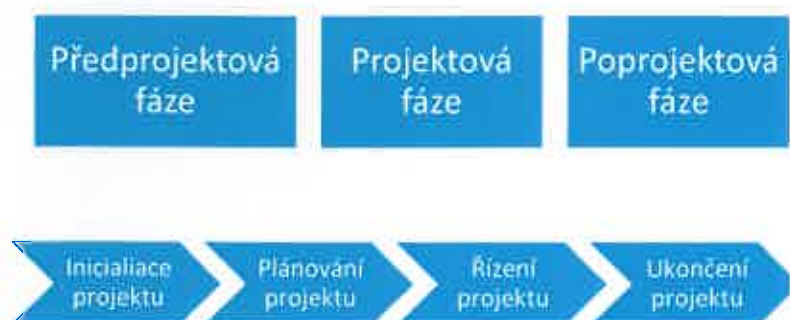 Předprojektová
fáze
Projektová
fáze
Poprojektová
fáze
Inicialiace
projektu
Plánování
projektu
Řízení
projektu
Ukončení
projektu